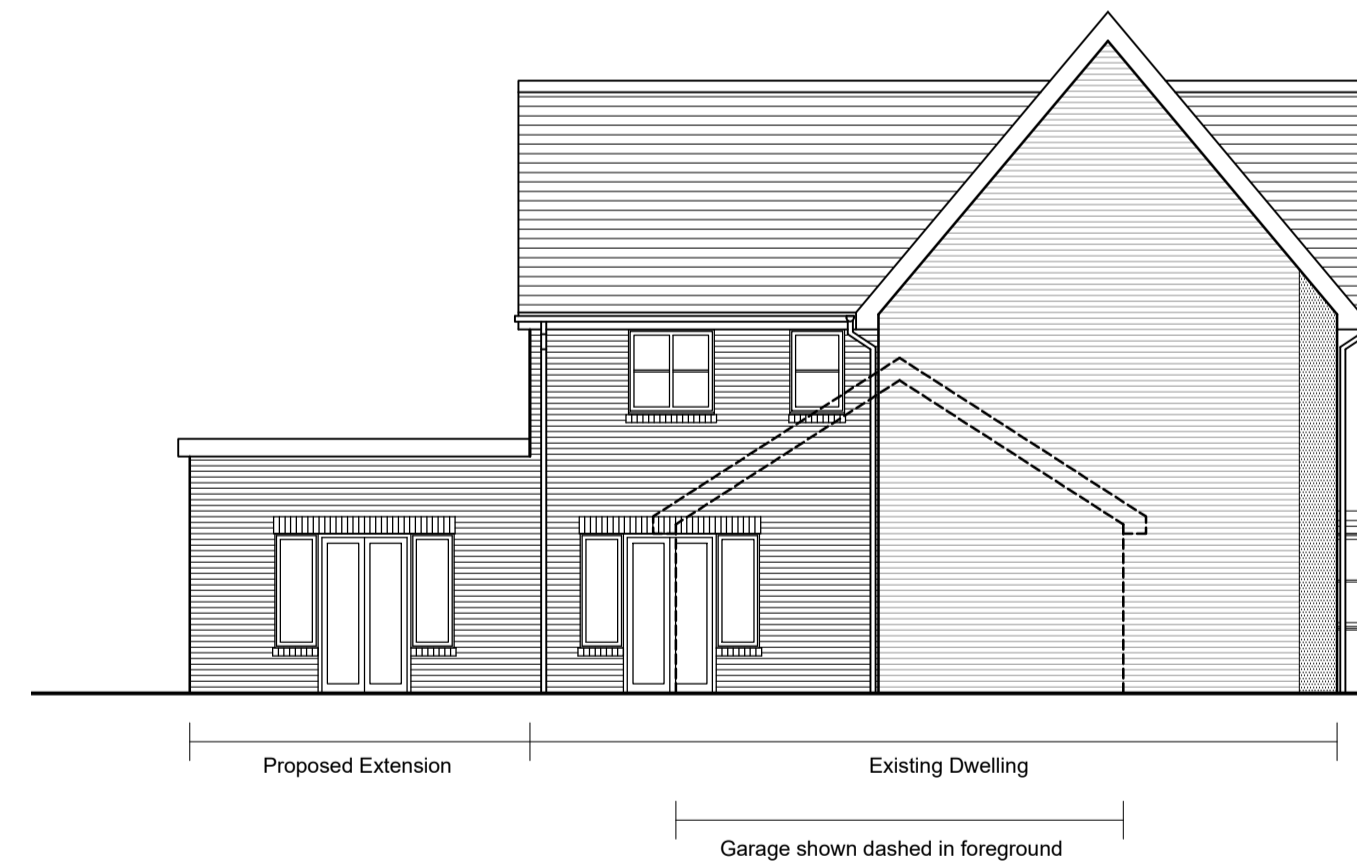 Proposed Extension
Existing Dwelling
Garage shown dashed in foreground